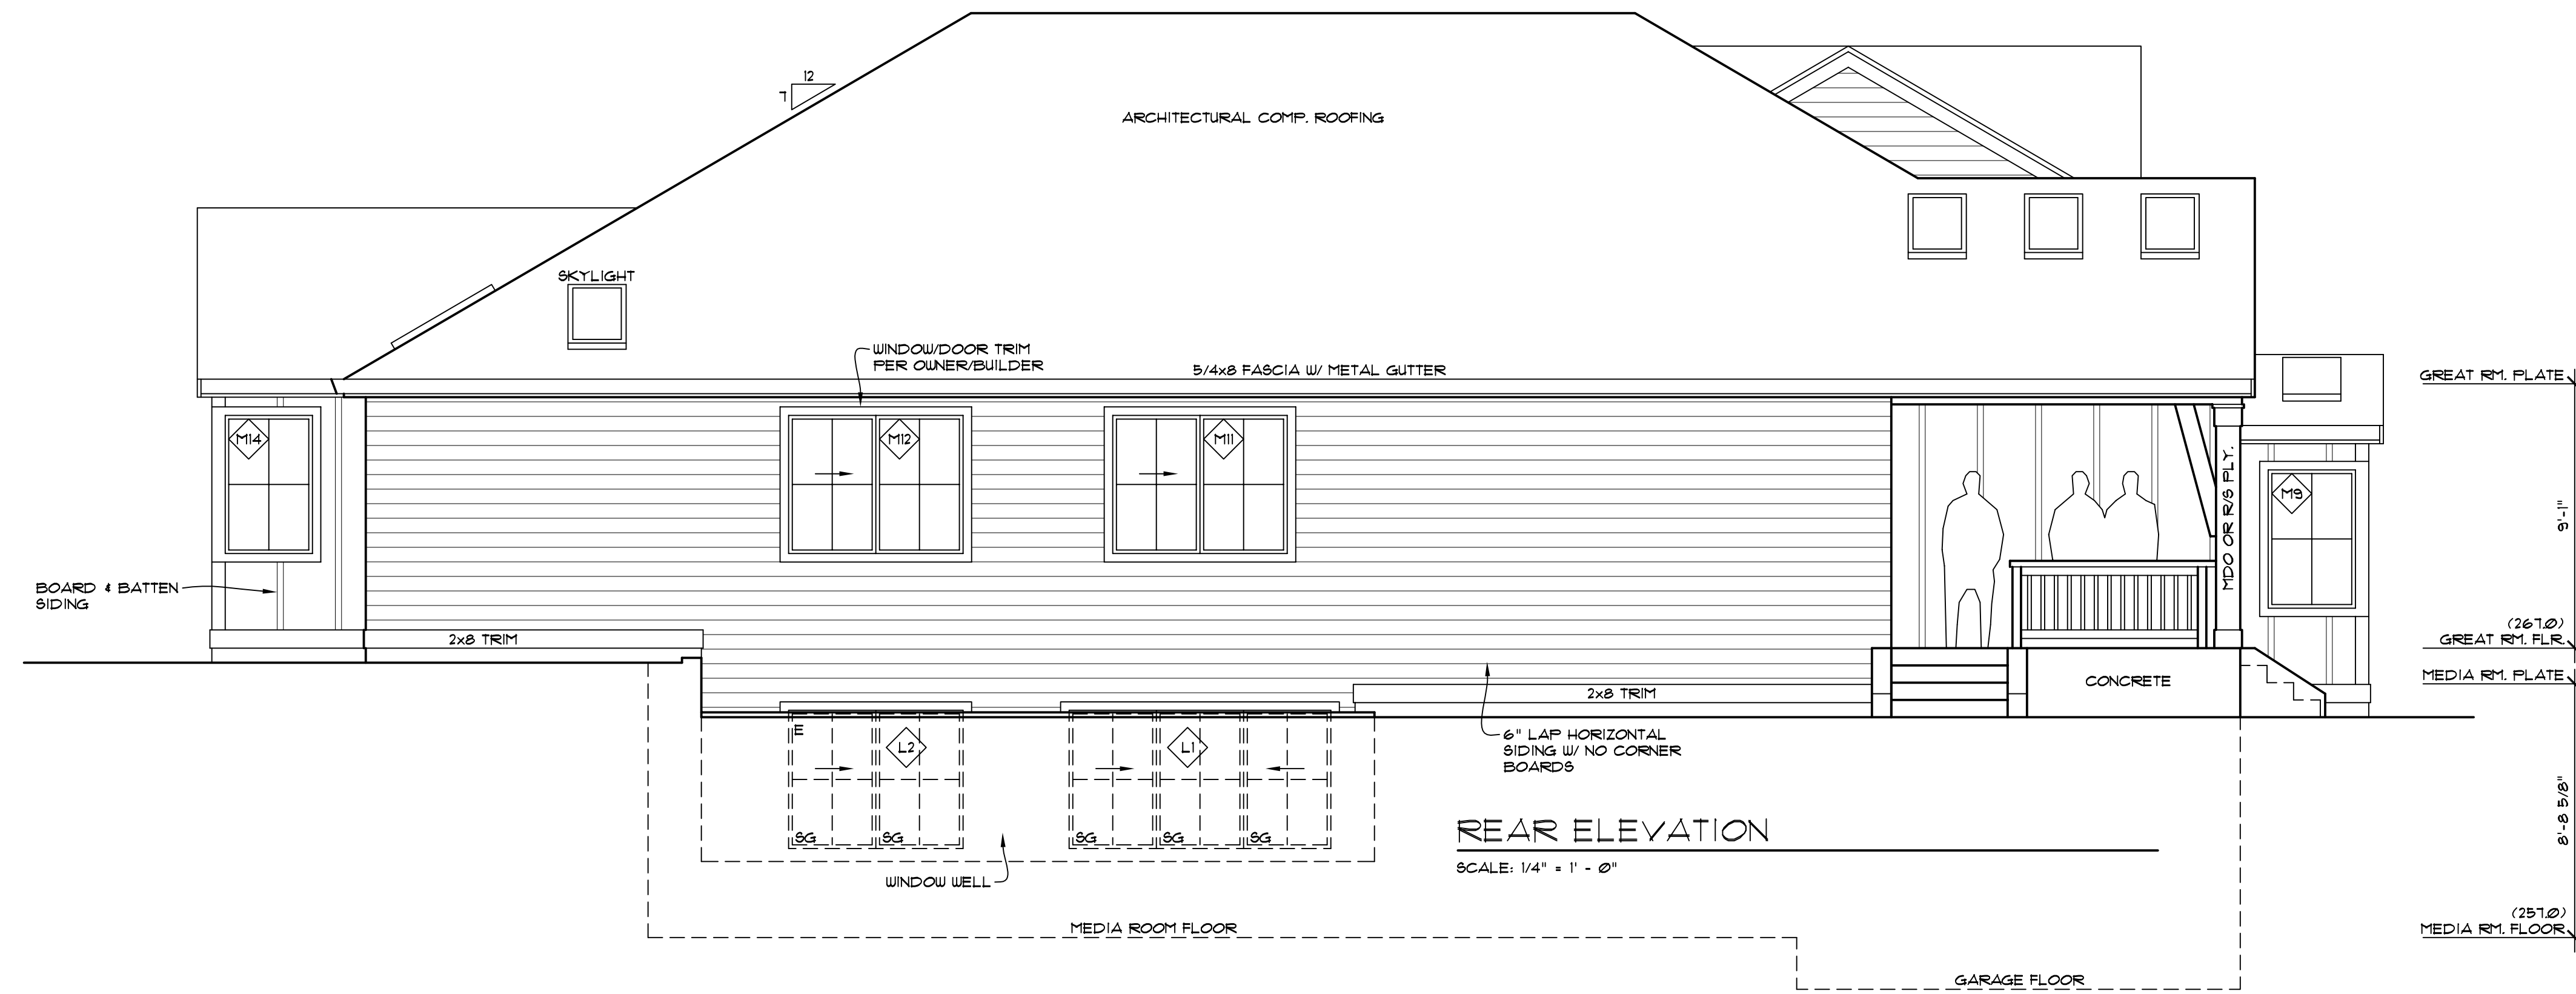 12
7
ARCHITECTURAL COMP. ROOFING
SKYLIGHT
WINDOW/DOOR TRIM
PER OWNER/BUILDER
5/4x8 FASCIA W/ METAL GUTTER
GREAT RM. PLATE
M14
M12
M11
M9
MDO OR R/S PLY.
9'-1"
BOARD & BATTEN
SIDING
2x8 TRIM
(267.0)
GREAT RM. FLR.
MEDIA RM. PLATE
CONCRETE
2x8 TRIM
E
L2
L1
6" LAP HORIZONTAL
SIDING W/ NO CORNER
BOARDS
SG
SG
SG
SG
SG
8'-8 5/8"
REAR ELEVATION
SCALE: 1/4" = 1' - 0"
WINDOW WELL
MEDIA ROOM FLOOR
(257.0)
MEDIA RM. FLOOR
GARAGE FLOOR